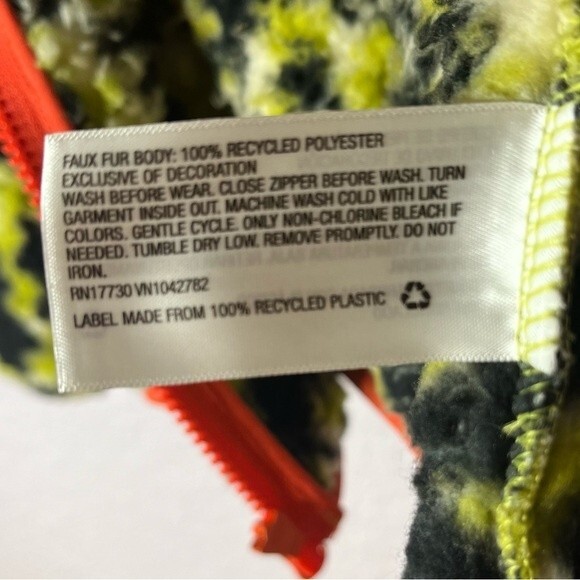 FAUX FUR BODY: 100% RECYCLED POLYESTER
EXCLUSIVE OF DECORATION
WASH BEFORE WEAR. CLOSE ZIPPER BEFORE WASH. TURN
GARMENT INSIDE OUT. MACHINE WASH COLD WITH LIKE
COLORS. GENTLE CYCLE. ONLY NON-CHLORINE BLEACH IF
NEEDED. TUMBLE DRY LOW. REMOVE PROMPTLY. DO NOT
IRON.
RN17730 VN1042782
LABEL MADE FROM 100% RECYCLED PLASTIC